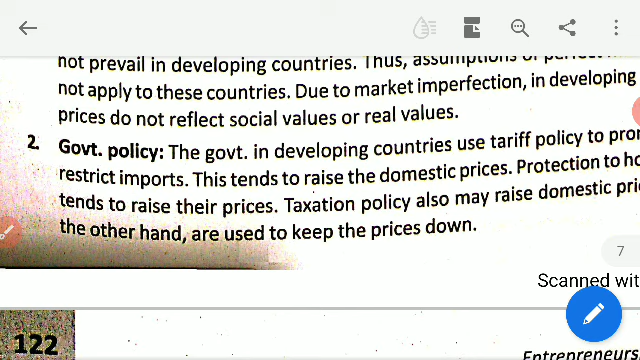 not prevail in developing countries. Thus, assumptions of
not apply to these countries. Due to market imperfection, in developing
prices do not reflect social values or real values.
2. Govt. policy: The govt. in developing countries use tariff policy to
restrict imports. This tends to raise the domestic prices. Protection to
tends to raise their prices. Taxation policy also may raise domestic
the other hand, are used to keep the prices down.
7
Scanned wit
122
Entrepreneurs